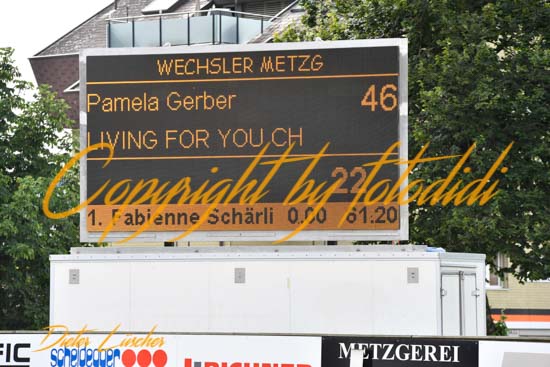 WECHSLER METZG
Pamela Gerber 46
LIVING FOR YOU CH
22
Copyright by fotodidi
1. Fabienne Schärli 0.00 61.20
Dieter Lüscher
scheidegger
METZGEREI